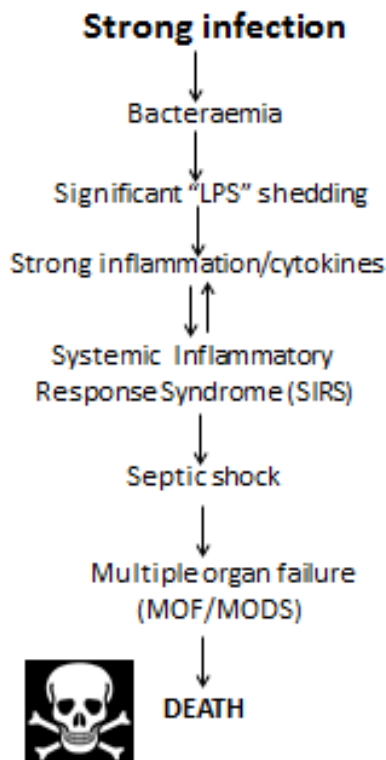 Strong infection
Bacteraemia
Significant “LPS” shedding
Strong inflammation/cytokines
Systemic Inflammatory
Response Syndrome (SIRS)
Septic shock
Multiple organ failure
(MOF/MODS)
DEATH